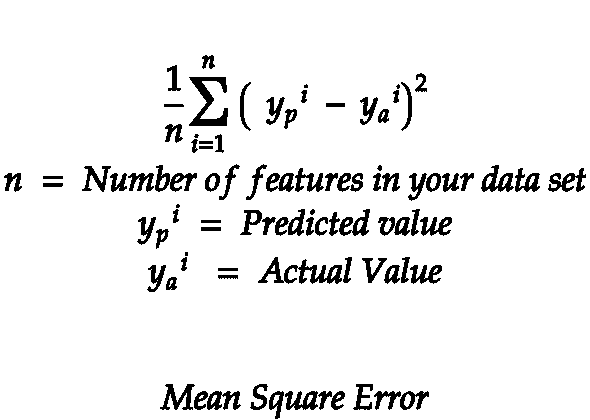 1/n ∑ i=1 n ( y_p^i − y_a^i )^2
n = Number of features in your data set
y_p^i = Predicted value
y_a^i = Actual Value
Mean Square Error